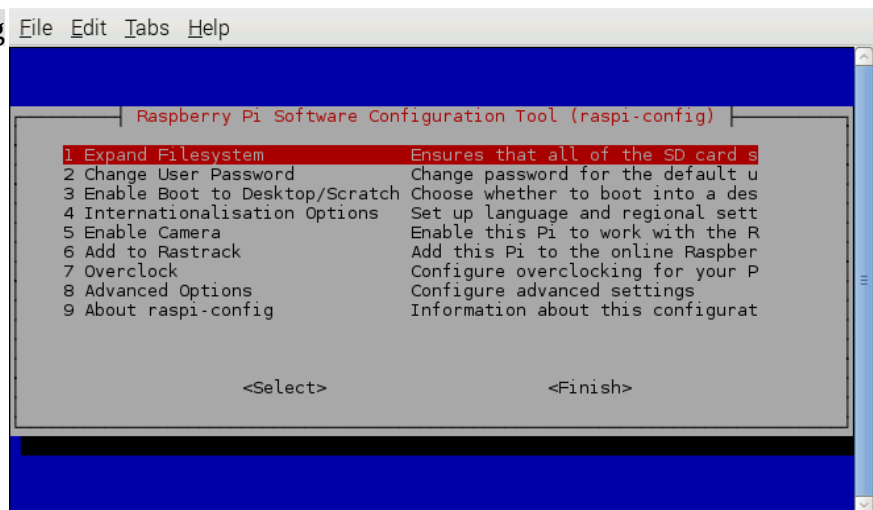 File Edit Tabs Help
Raspberry Pi Software Configuration Tool (raspi-config)
1 Expand Filesystem Ensures that all of the SD card s
2 Change User Password Change password for the default u
3 Enable Boot to Desktop/Scratch Choose whether to boot into a des
4 Internationalisation Options Set up language and regional sett
5 Enable Camera Enable this Pi to work with the R
6 Add to Rastrack Add this Pi to the online Raspber
7 Overclock Configure overclocking for your P
8 Advanced Options Configure advanced settings
9 About raspi-config Information about this configurat
<Select> <Finish>